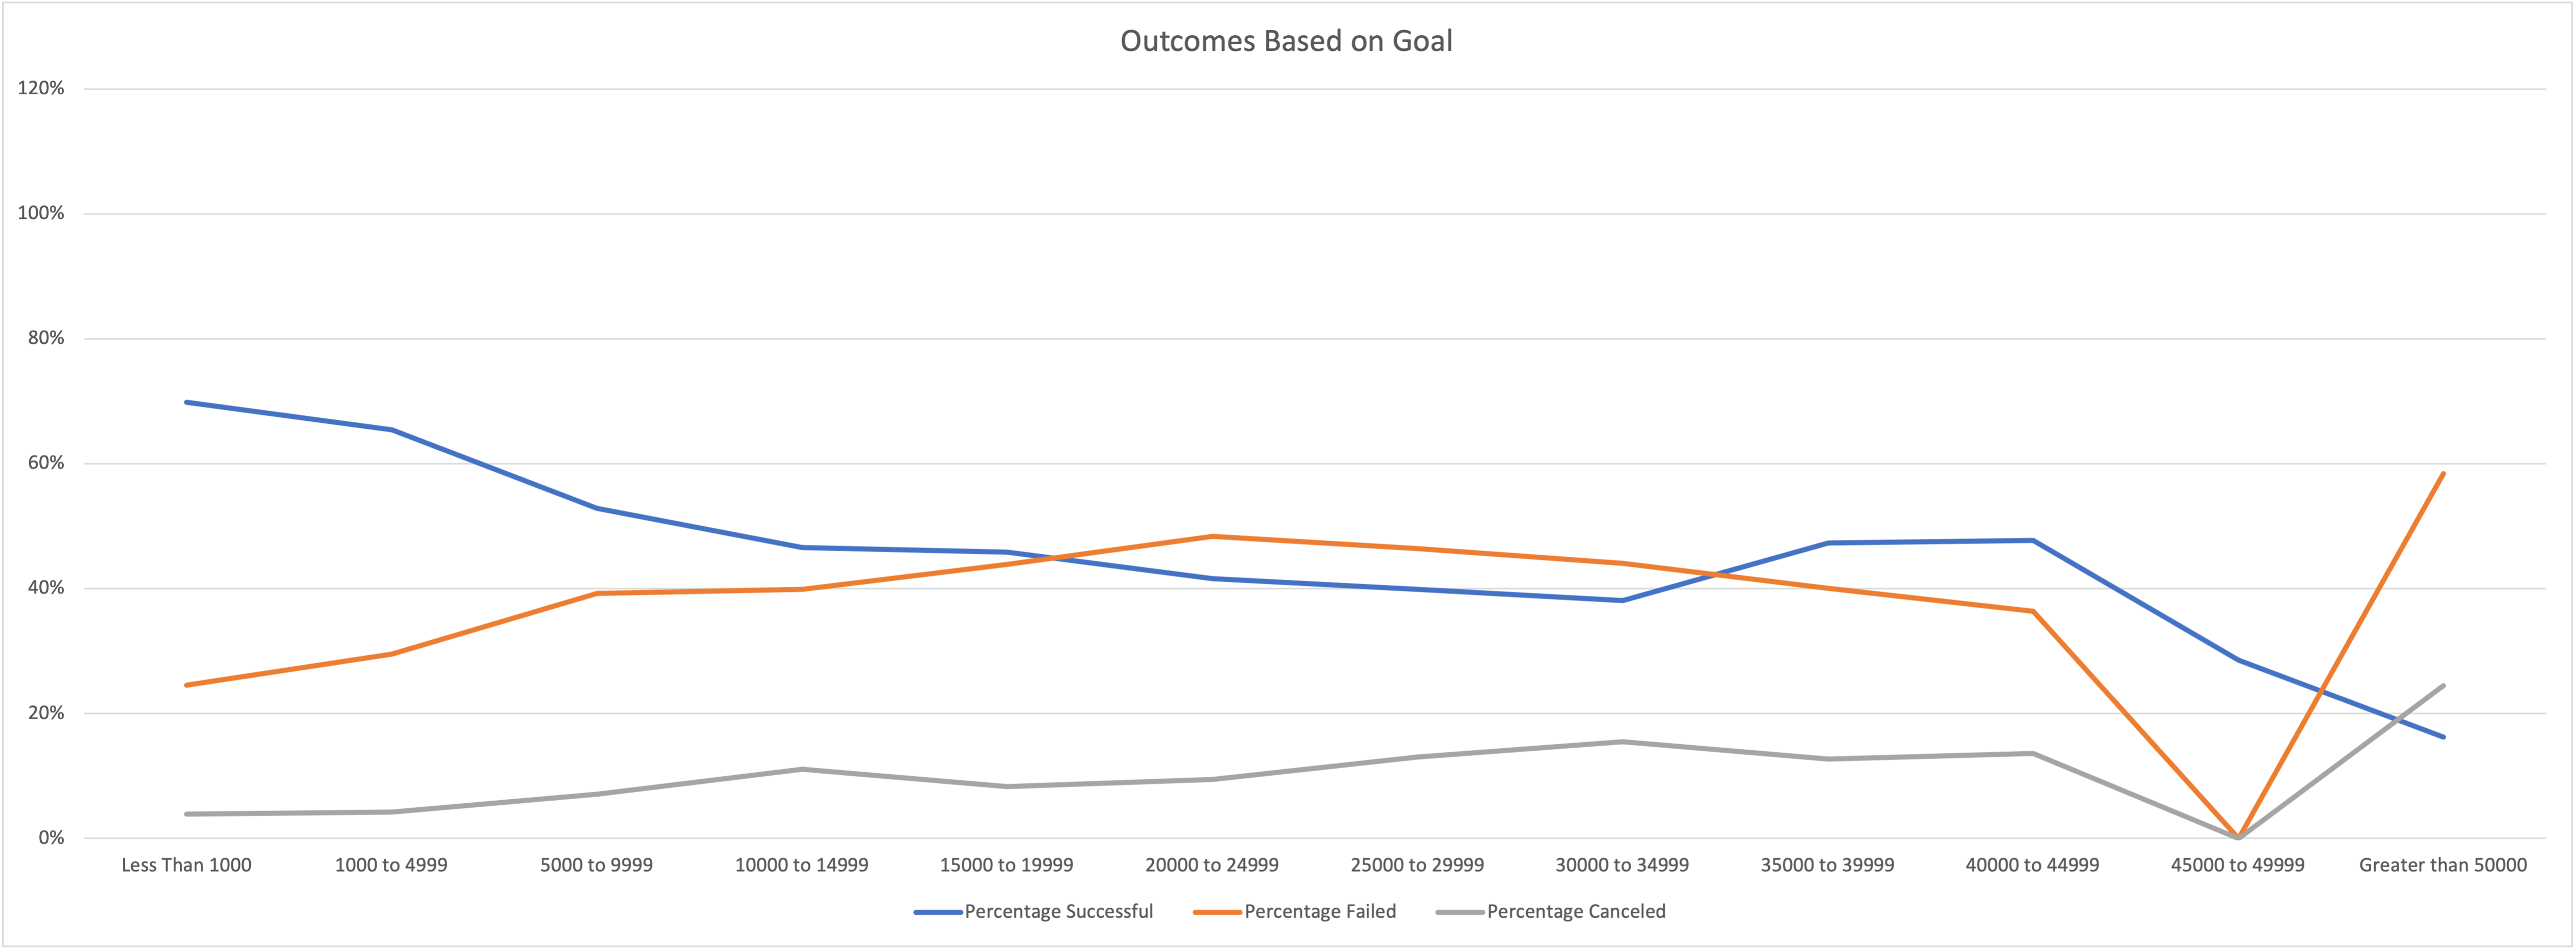 Outcomes Based on Goal
120%
100%
80%
60%
40%
20%
0%
Less Than 1000 1000 to 4999 5000 to 9999 10000 to 14999 15000 to 19999 20000 to 24999 25000 to 29999 30000 to 34999 35000 to 39999 40000 to 44999 45000 to 49999 Greater than 50000
Percentage Successful Percentage Failed Percentage Canceled